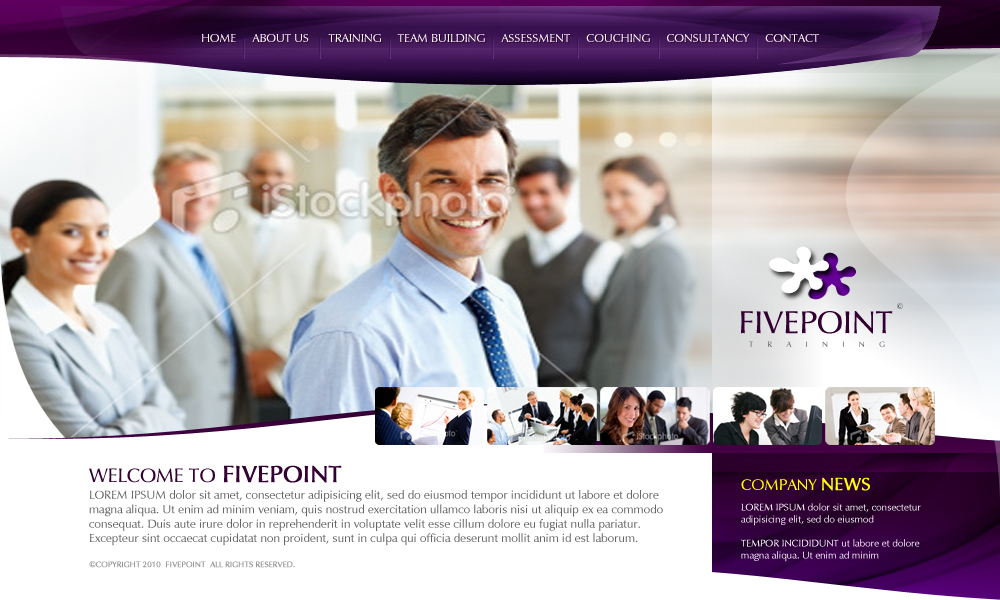 HOME ABOUT US TRAINING TEAM BUILDING ASSESSMENT COUCHING CONSULTANCY CONTACT
iStockphoto
FIVEPOINT ©
TRAINING
iStockphoto
WELCOME TO FIVEPOINT
LOREM IPSUM dolor sit amet, consectetur adipisicing elit, sed do eiusmod tempor incididunt ut labore et dolore
magna aliqua. Ut enim ad minim veniam, quis nostrud exercitation ullamco laboris nisi ut aliquip ex ea commodo
consequat. Duis aute irure dolor in reprehenderit in voluptate velit esse cillum dolore eu fugiat nulla pariatur.
Excepteur sint occaecat cupidatat non proident, sunt in culpa qui officia deserunt mollit anim id est laborum.
©COPYRIGHT 2010 FIVEPOINT ALL RIGHTS RESERVED.
COMPANY NEWS
LOREM IPSUM dolor sit amet, consectetur
adipisicing elit, sed do eiusmod
TEMPOR INCIDIDUNT ut labore et dolore
magna aliqua. Ut enim ad minim